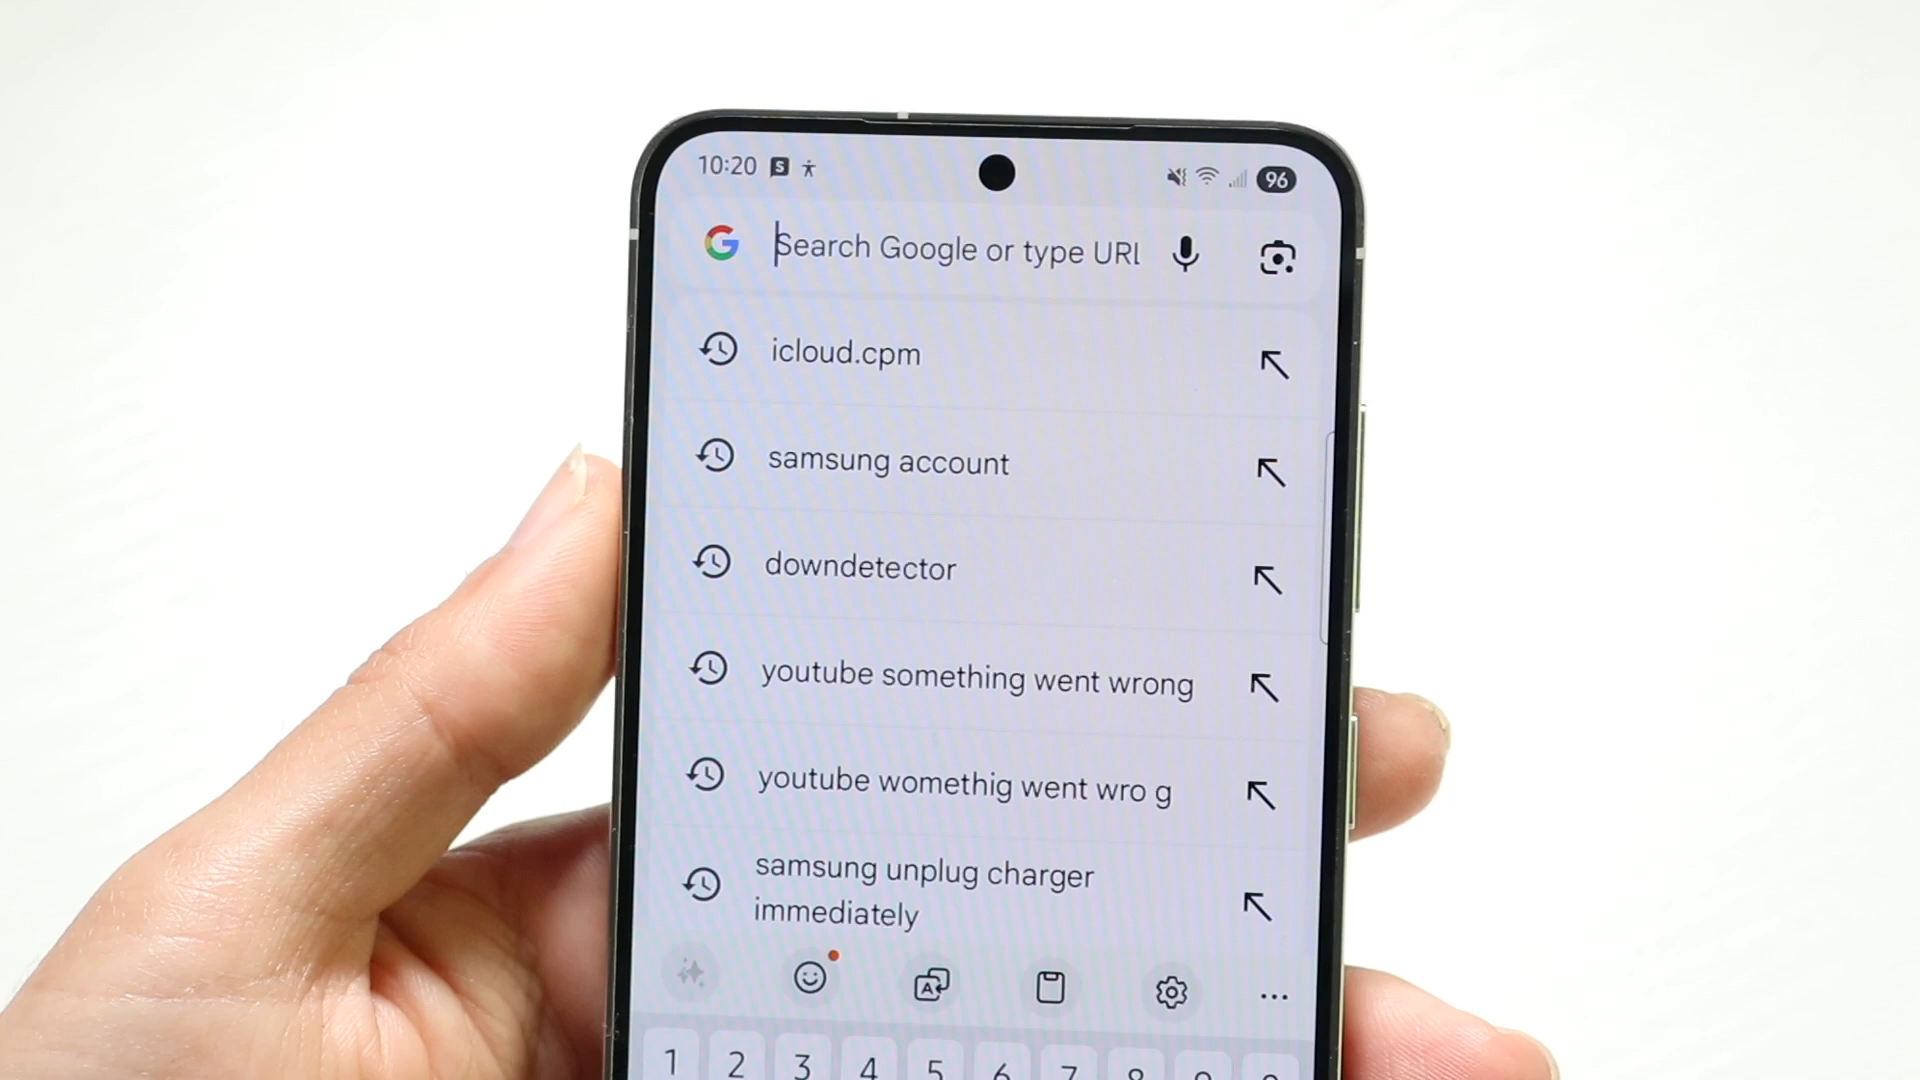 10:20 S 96
Search Google or type URL
icloud.cpm
samsung account
downdetector
youtube something went wrong
youtube womethig went wro g
samsung unplug charger
immediately
1 2 3 4 5 6 7 8 9 0